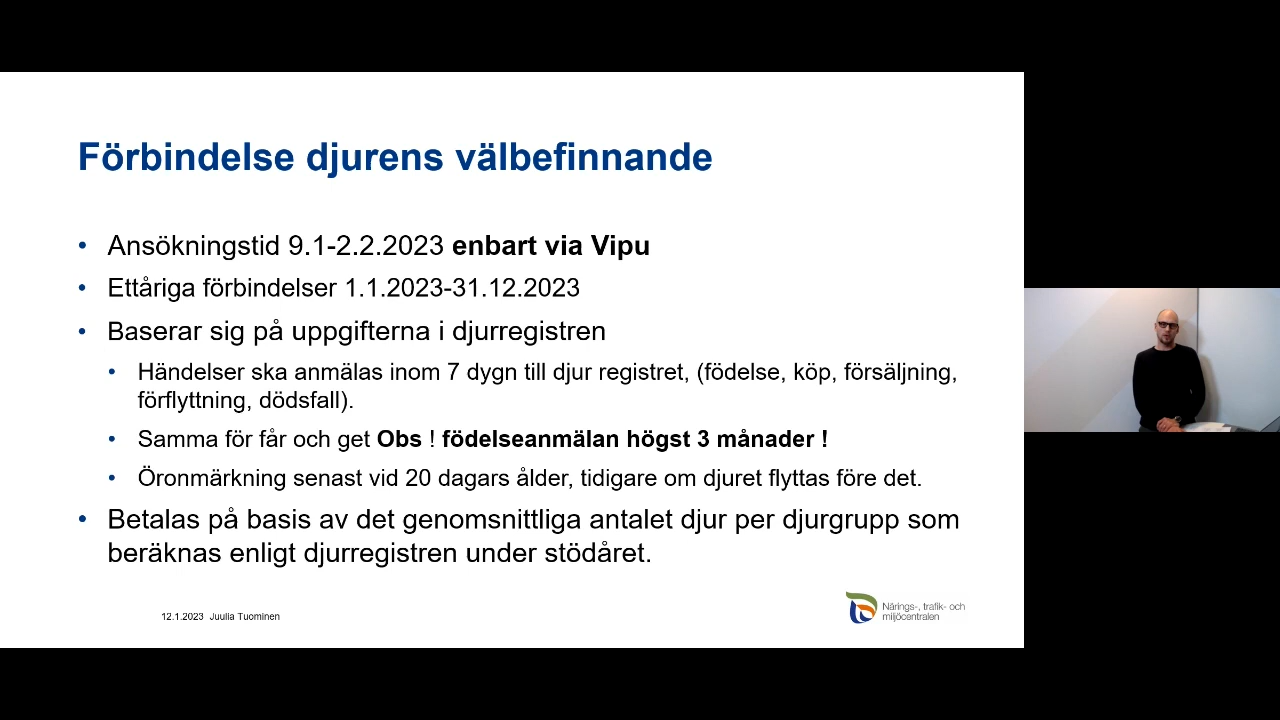 Förbindelse djurens välbefinnande
• Ansökningstid 9.1-2.2.2023 enbart via Vipu
• Ettåriga förbindelser 1.1.2023-31.12.2023
• Baserar sig på uppgifterna i djurregistren
• Händelser ska anmälas inom 7 dygn till djur registret, (födelse, köp, försäljning,
förflyttning, dödsfall).
• Samma för får och get Obs ! födelseanmälan högst 3 månader !
• Öronmärkning senast vid 20 dagars ålder, tidigare om djuret flyttas före det.
• Betalas på basis av det genomsnittliga antalet djur per djurgrupp som
beräknas enligt djurregistren under stödåret.
12.1.2023 Juulia Tuominen
Närings-, trafik- och
miljöcentralen